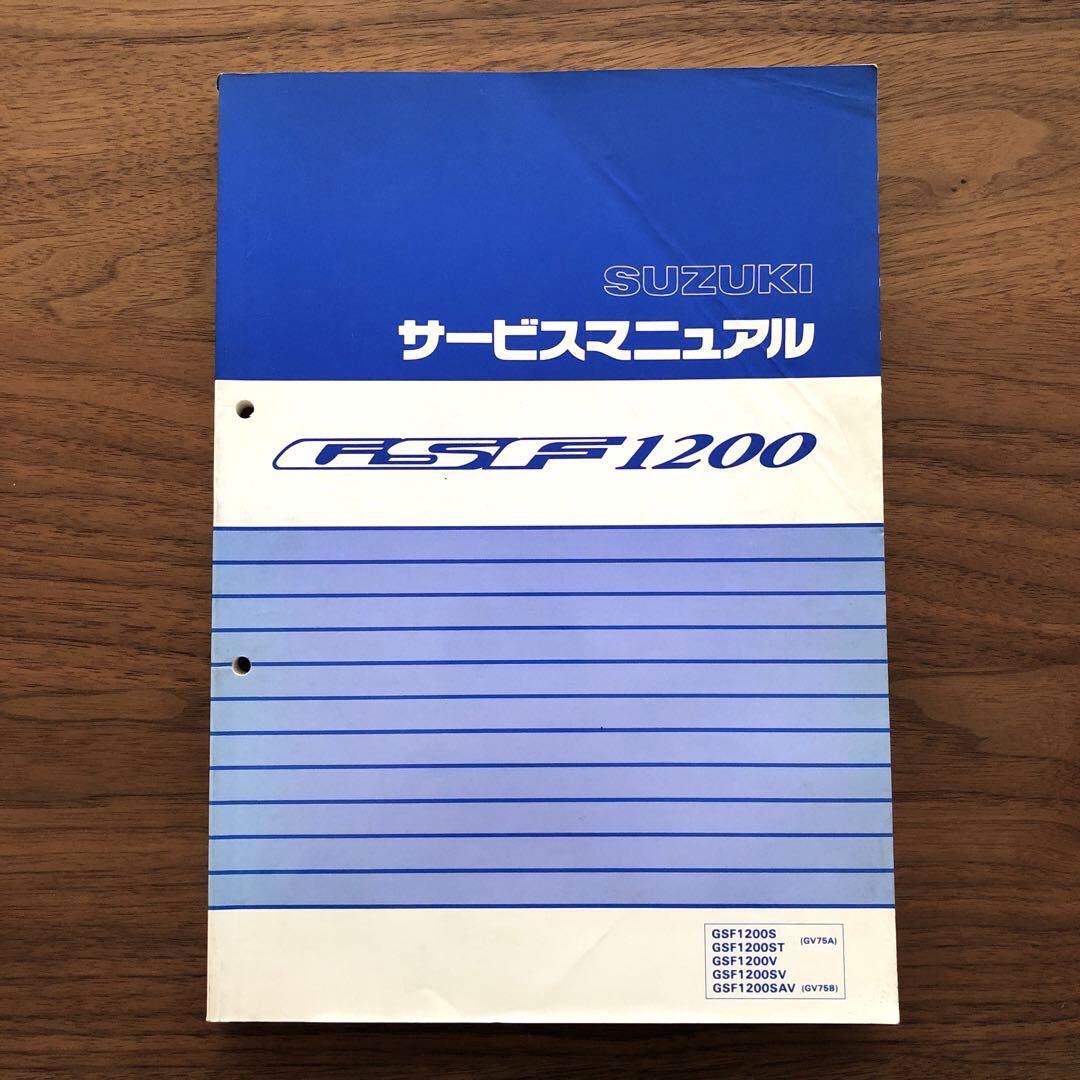 SUZUKI
サービスマニュアル
GSF1200
GSF1200S
GSF1200ST (GV75A)
GSF1200V
GSF1200SV
GSF1200SAV (GV75B)